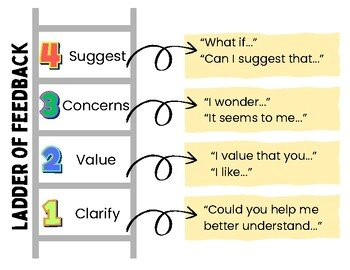 LADDER OF FEEDBACK
4 Suggest
“What if...”
“Can I suggest that...”
3 Concerns
“I wonder...”
“It seems to me...”
2 Value
“I value that you...”
“I like...”
1 Clarify
“Could you help me
better understand...”